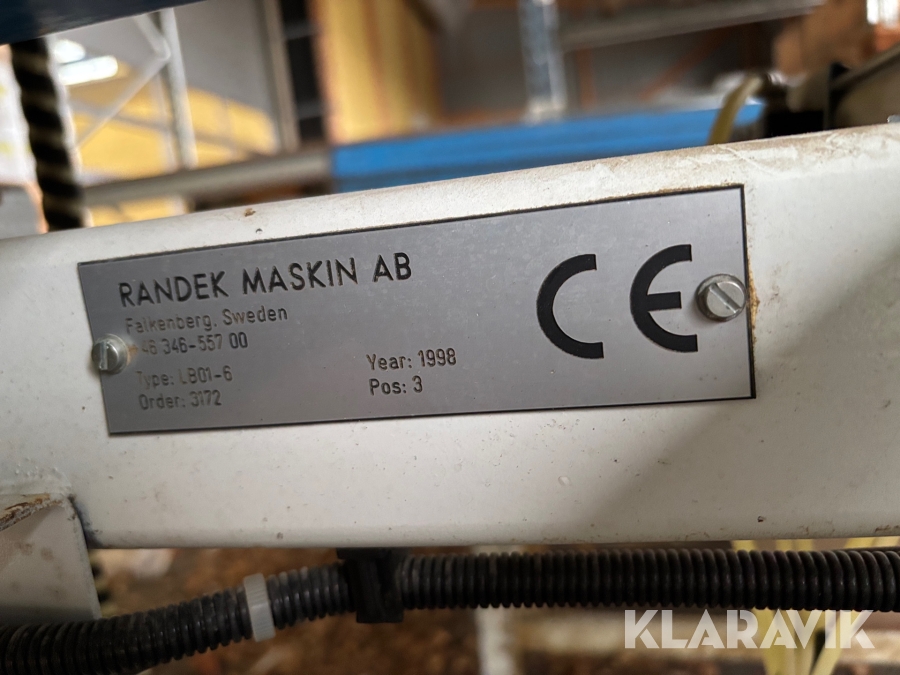 RANDEK MASKIN AB
Falkenberg. Sweden
+46 346-557 00
Type: LB01-6
Order: 3172
Year: 1998
Pos: 3
CE
KLARAVIK